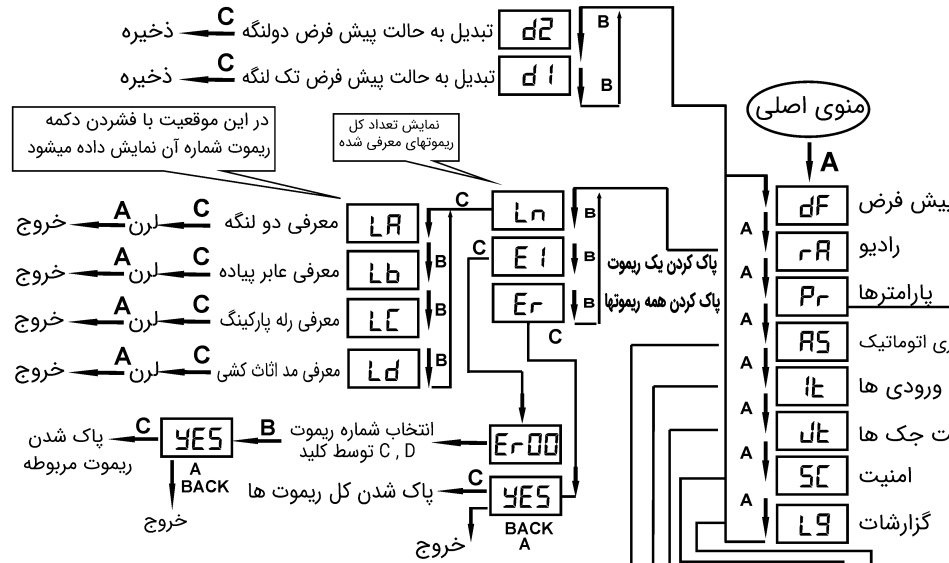 d2 تبدیل به حالت پیش فرض دولنگه C ذخیره
B
d1 تبدیل به حالت پیش فرض تک لنگه C ذخیره
B
منوی اصلی
A
در این موقعیت با فشردن دکمه
ریموت شماره آن نمایش داده میشود
نمایش تعداد کل
ریموتهای معرفی شده
dF پیش فرض
A
rA رادیو
A
Pr پارامترها
A
AS ی اتوماتیک
A
It ورودی ها
A
Jt ت جک ها
A
SC امنیت
A
Lg گزارشات
Ln
C
B
E1 پاک کردن یک ریموت
C
B
Er پاک کردن همه ریموتها
B
C
LA معرفی دو لنگه C لرن A خروج
B
Lb معرفی عابر پیاده C لرن A خروج
B
LC معرفی رله پارکینگ C لرن A خروج
B
Ld معرفی مد اثاث کشی C لرن A خروج
Er00
انتخاب شماره ریموت
C , D توسط کلید
B
YES
C
پاک شدن
ریموت مربوطه
A
BACK
خروج
YES
C
پاک شدن کل ریموت ها
BACK
A
خروج